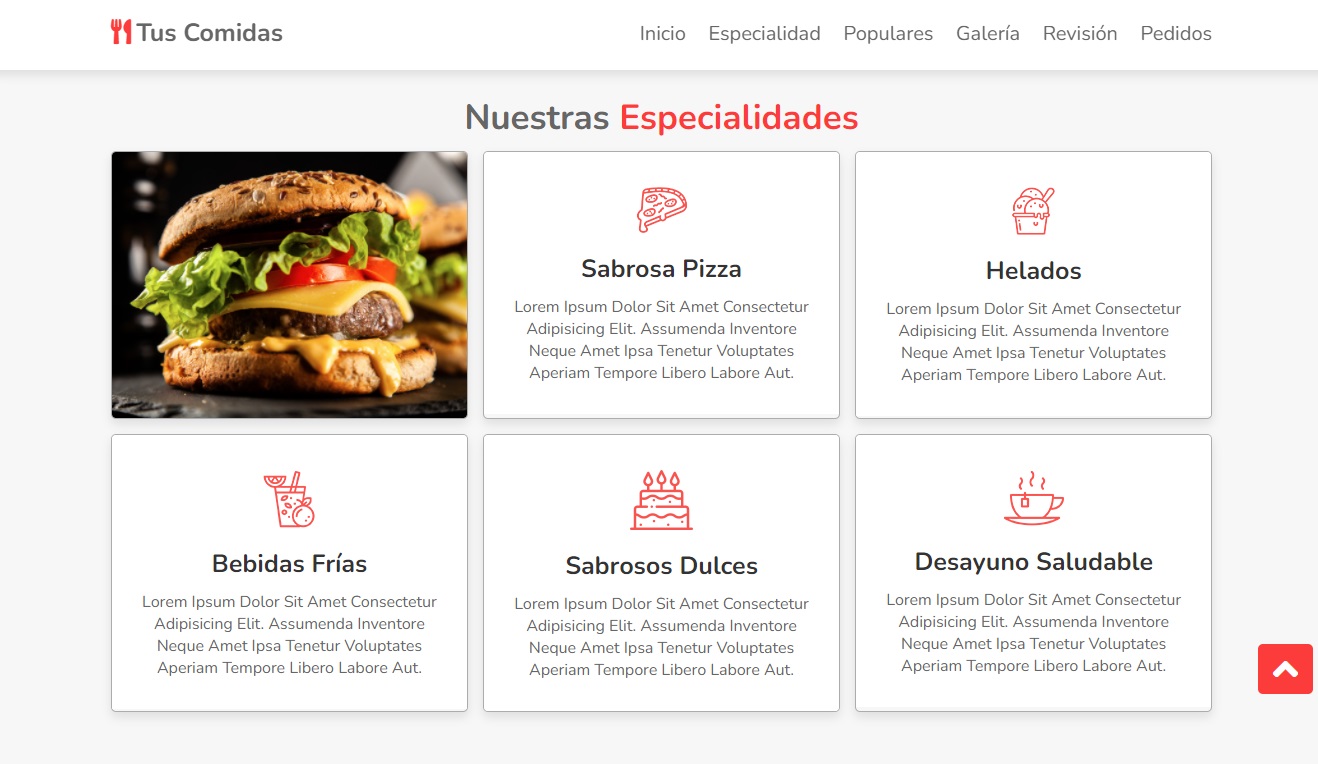 Tus Comidas
Inicio Especialidad Populares Galería Revisión Pedidos
Nuestras Especialidades
Sabrosa Pizza
Lorem Ipsum Dolor Sit Amet Consectetur
Adipisicing Elit. Assumenda Inventore
Neque Amet Ipsa Tenetur Voluptates
Aperiam Tempore Libero Labore Aut.
Helados
Lorem Ipsum Dolor Sit Amet Consectetur
Adipisicing Elit. Assumenda Inventore
Neque Amet Ipsa Tenetur Voluptates
Aperiam Tempore Libero Labore Aut.
Bebidas Frías
Lorem Ipsum Dolor Sit Amet Consectetur
Adipisicing Elit. Assumenda Inventore
Neque Amet Ipsa Tenetur Voluptates
Aperiam Tempore Libero Labore Aut.
Sabrosos Dulces
Lorem Ipsum Dolor Sit Amet Consectetur
Adipisicing Elit. Assumenda Inventore
Neque Amet Ipsa Tenetur Voluptates
Aperiam Tempore Libero Labore Aut.
Desayuno Saludable
Lorem Ipsum Dolor Sit Amet Consectetur
Adipisicing Elit. Assumenda Inventore
Neque Amet Ipsa Tenetur Voluptates
Aperiam Tempore Libero Labore Aut.